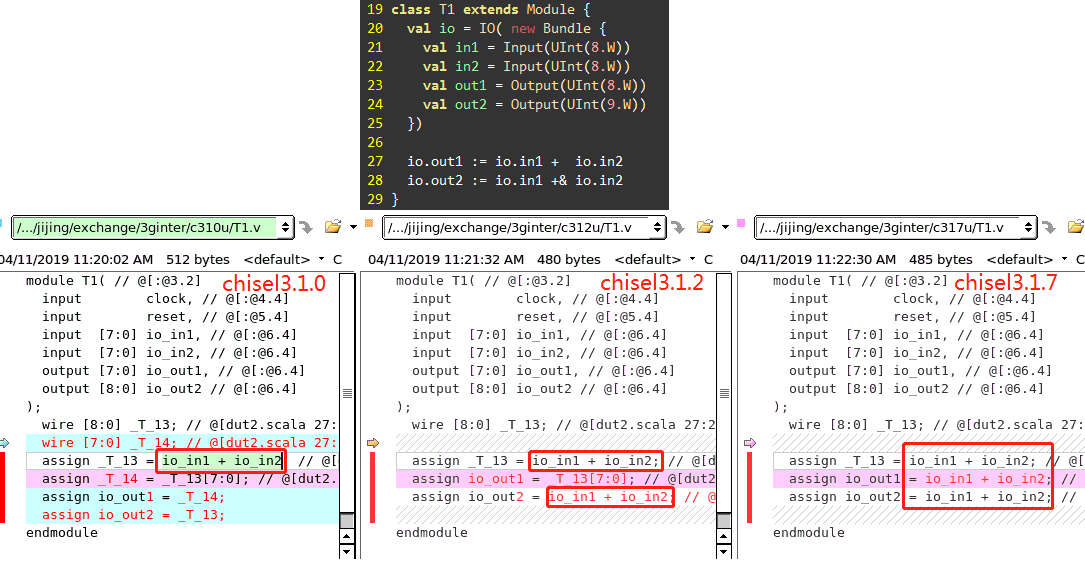 19 class T1 extends Module {
20 val io = IO( new Bundle {
21 val in1 = Input(UInt(8.W))
22 val in2 = Input(UInt(8.W))
23 val out1 = Output(UInt(8.W))
24 val out2 = Output(UInt(9.W))
25 })
26
27 io.out1 := io.in1 + io.in2
28 io.out2 := io.in1 +& io.in2
29 }
/.../jijing/exchange/3ginter/c310u/T1.v
04/11/2019 11:20:02 AM 512 bytes <default> C
chisel3.1.0
module T1( // @[:@3.2]
input clock, // @[:@4.4]
input reset, // @[:@5.4]
input [7:0] io_in1, // @[:@6.4]
input [7:0] io_in2, // @[:@6.4]
output [7:0] io_out1, // @[:@6.4]
output [8:0] io_out2 // @[:@6.4]
);
wire [8:0] _T_13; // @[dut2.scala 27:
wire [7:0] _T_14; // @[dut2.scala 27:
assign _T_13 = io_in1 + io_in2 // @[
assign _T_14 = _T_13[7:0]; // @[dut2.
assign io_out1 = _T_14;
assign io_out2 = _T_13;
endmodule
/.../jijing/exchange/3ginter/c312u/T1.v
04/11/2019 11:21:32 AM 480 bytes <default> C
chisel3.1.2
module T1( // @[:@3.2]
input clock, // @[:@4.4]
input reset, // @[:@5.4]
input [7:0] io_in1, // @[:@6.4]
input [7:0] io_in2, // @[:@6.4]
output [7:0] io_out1, // @[:@6.4]
output [8:0] io_out2 // @[:@6.4]
);
wire [8:0] _T_13; // @[dut2.scala 27:2
assign _T_13 = io_in1 + io_in2; // @[d
assign io_out1 = _T_13[7:0]; // @[dut2
assign io_out2 = io_in1 + io_in2; // @
endmodule
/.../jijing/exchange/3ginter/c317u/T1.v
04/11/2019 11:22:30 AM 485 bytes <default> C
chisel3.1.7
module T1( // @[:@3.2]
input clock, // @[:@4.4]
input reset, // @[:@5.4]
input [7:0] io_in1, // @[:@6.4]
input [7:0] io_in2, // @[:@6.4]
output [7:0] io_out1, // @[:@6.4]
output [8:0] io_out2 // @[:@6.4]
);
wire [8:0] _T_13; // @[dut2.scala 27:
assign _T_13 = io_in1 + io_in2; // @
assign io_out1 = io_in1 + io_in2; //
assign io_out2 = io_in1 + io_in2; //
endmodule